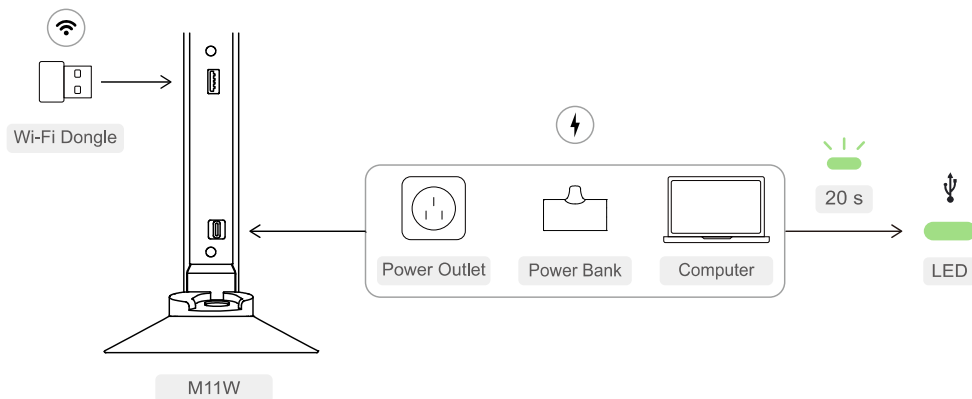 Wi-Fi Dongle
20 s
Power Outlet
Power Bank
Computer
LED
M11W